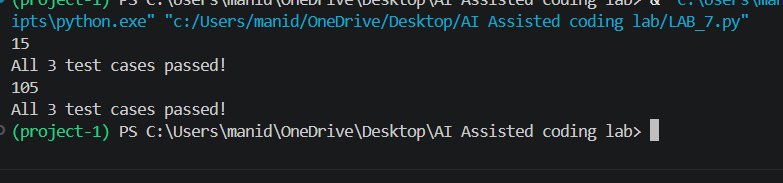 (project-1) PS C:\Users\manid\OneDrive\Desktop\AI Assisted coding lab> & "c:\Users\man
ipts\python.exe" "c:/Users/manid/OneDrive/Desktop/AI Assisted coding lab/LAB_7.py"
15
All 3 test cases passed!
105
All 3 test cases passed!
(project-1) PS C:\Users\manid\OneDrive\Desktop\AI Assisted coding lab>